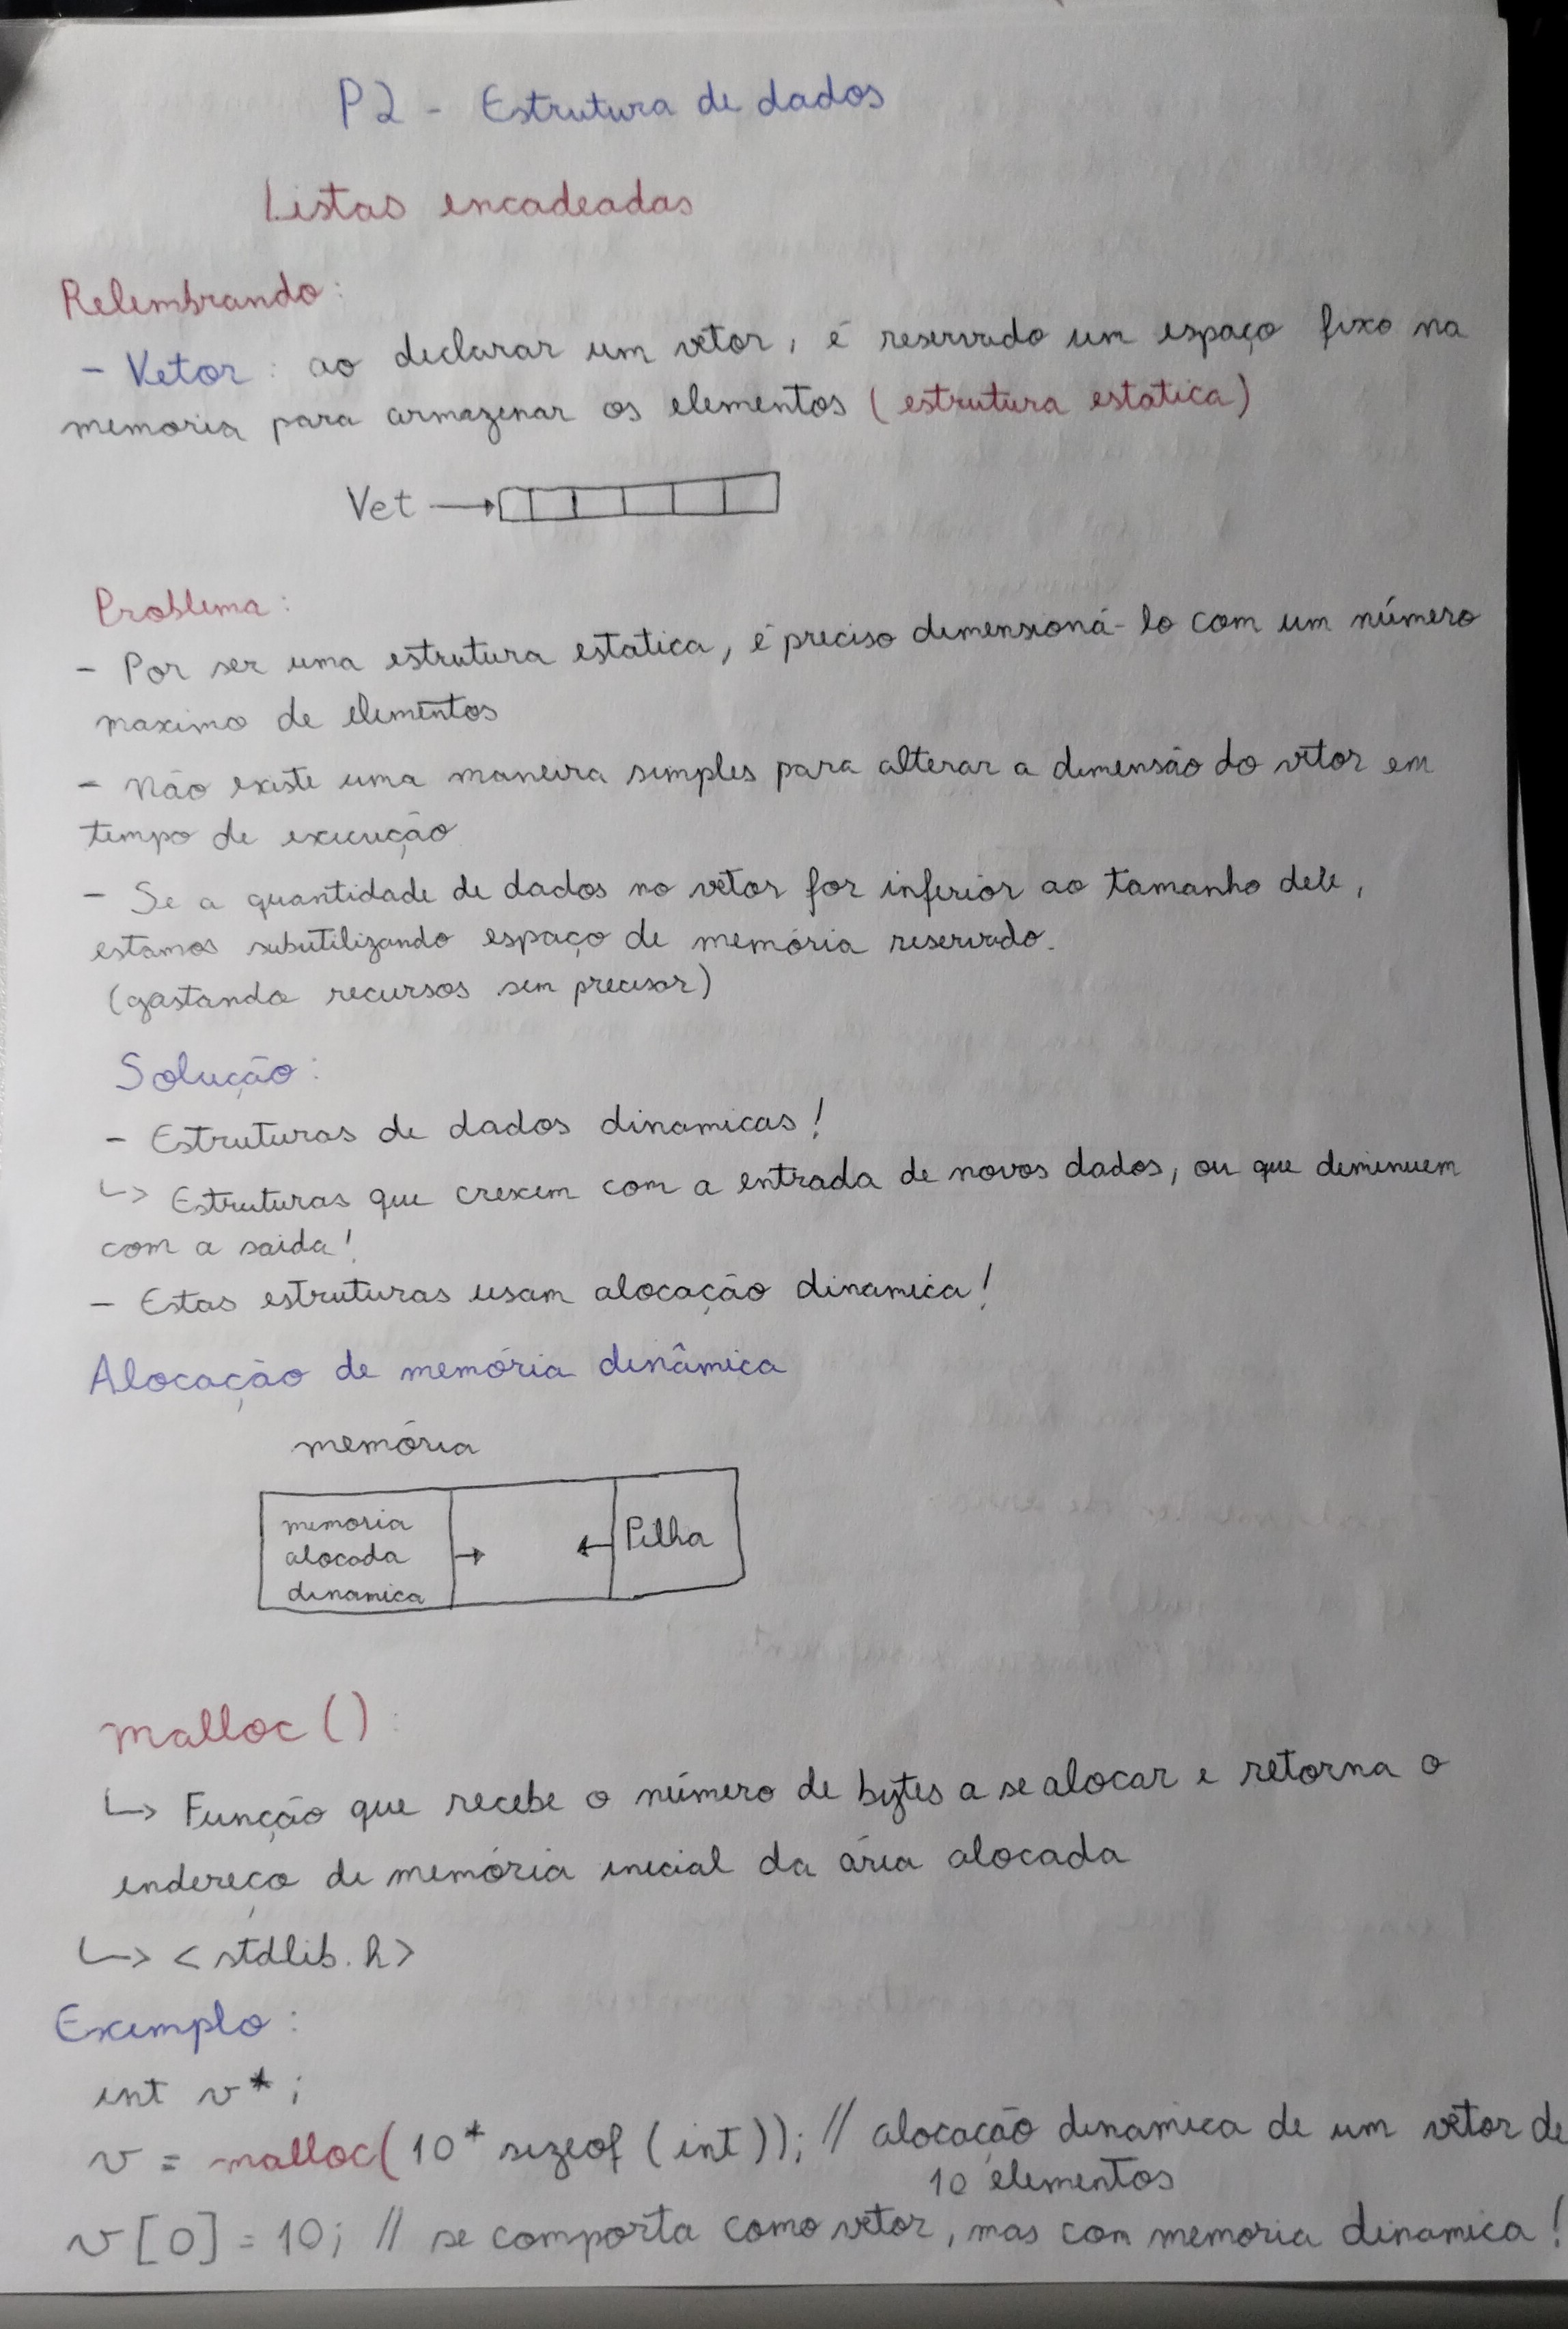 P2 - Estrutura de dados
Listas encadeadas
Relembrando:
- Vetor: ao declarar um vetor, é reservado um espaço fixo na
memoria para armazenar os elementos (estrutura estatica)
Vet
Problema:
- Por ser uma estrutura estatica, é preciso dimensioná-lo com um número
maximo de elementos
- Não existe uma maneira simples para alterar a dimensão do vetor em
tempo de execução
- Se a quantidade de dados no vetor for inferior ao tamanho dele,
estamos subutilizando espaço de memória reservado.
(gastando recursos sem precisar)
Solução:
- Estruturas de dados dinamicas!
↳ Estruturas que crescem com a entrada de novos dados, ou que diminuem
com a saida!
- Estas estruturas usam alocação dinamica!
Alocação de memória dinâmica
memória
memoria → ← Pilha
alocada
dinamica
malloc():
↳ Função que recebe o número de bytes a se alocar e retorna o
endereço de memória inicial da área alocada
↳ <stdlib.h>
Exemplo:
int v*;
v = malloc(10*sizeof(int)); // alocação dinamica de um vetor de
10 elementos
v[0] = 10; // se comporta como vetor, mas com memoria dinamica!